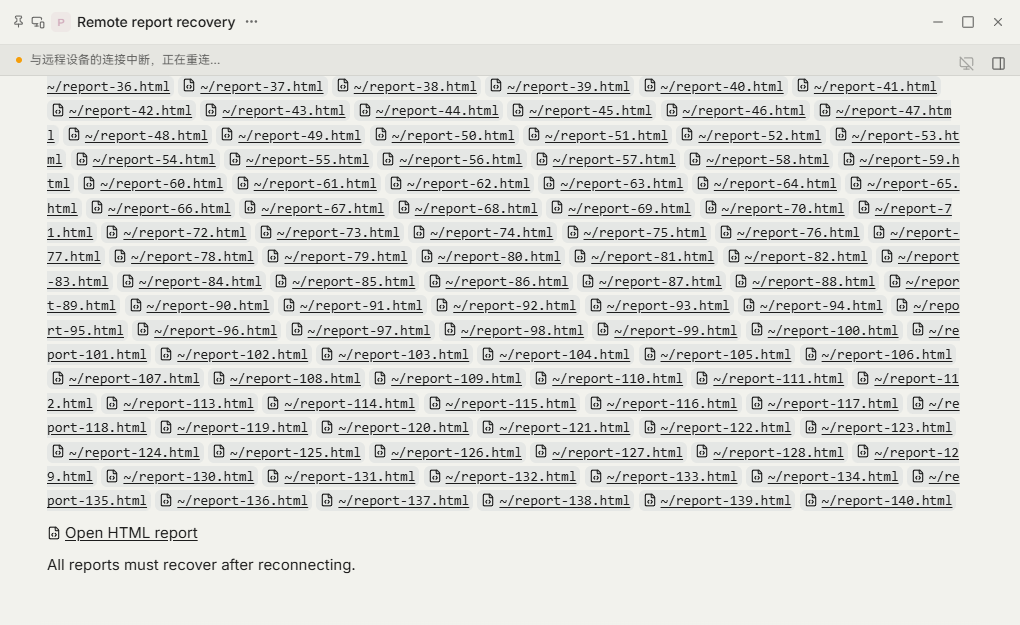 P Remote report recovery ···
与远程设备的连接中断，正在重连...
~/report-36.html ~/report-37.html ~/report-38.html ~/report-39.html ~/report-40.html ~/report-41.html
~/report-42.html ~/report-43.html ~/report-44.html ~/report-45.html ~/report-46.html ~/report-47.htm
l ~/report-48.html ~/report-49.html ~/report-50.html ~/report-51.html ~/report-52.html ~/report-53.ht
ml ~/report-54.html ~/report-55.html ~/report-56.html ~/report-57.html ~/report-58.html ~/report-59.h
tml ~/report-60.html ~/report-61.html ~/report-62.html ~/report-63.html ~/report-64.html ~/report-65.
html ~/report-66.html ~/report-67.html ~/report-68.html ~/report-69.html ~/report-70.html ~/report-7
1.html ~/report-72.html ~/report-73.html ~/report-74.html ~/report-75.html ~/report-76.html ~/report-
77.html ~/report-78.html ~/report-79.html ~/report-80.html ~/report-81.html ~/report-82.html ~/report
-83.html ~/report-84.html ~/report-85.html ~/report-86.html ~/report-87.html ~/report-88.html ~/repor
t-89.html ~/report-90.html ~/report-91.html ~/report-92.html ~/report-93.html ~/report-94.html ~/repo
rt-95.html ~/report-96.html ~/report-97.html ~/report-98.html ~/report-99.html ~/report-100.html ~/re
port-101.html ~/report-102.html ~/report-103.html ~/report-104.html ~/report-105.html ~/report-106.html
~/report-107.html ~/report-108.html ~/report-109.html ~/report-110.html ~/report-111.html ~/report-11
2.html ~/report-113.html ~/report-114.html ~/report-115.html ~/report-116.html ~/report-117.html ~/re
port-118.html ~/report-119.html ~/report-120.html ~/report-121.html ~/report-122.html ~/report-123.html
~/report-124.html ~/report-125.html ~/report-126.html ~/report-127.html ~/report-128.html ~/report-12
9.html ~/report-130.html ~/report-131.html ~/report-132.html ~/report-133.html ~/report-134.html ~/re
port-135.html ~/report-136.html ~/report-137.html ~/report-138.html ~/report-139.html ~/report-140.html
Open HTML report
All reports must recover after reconnecting.